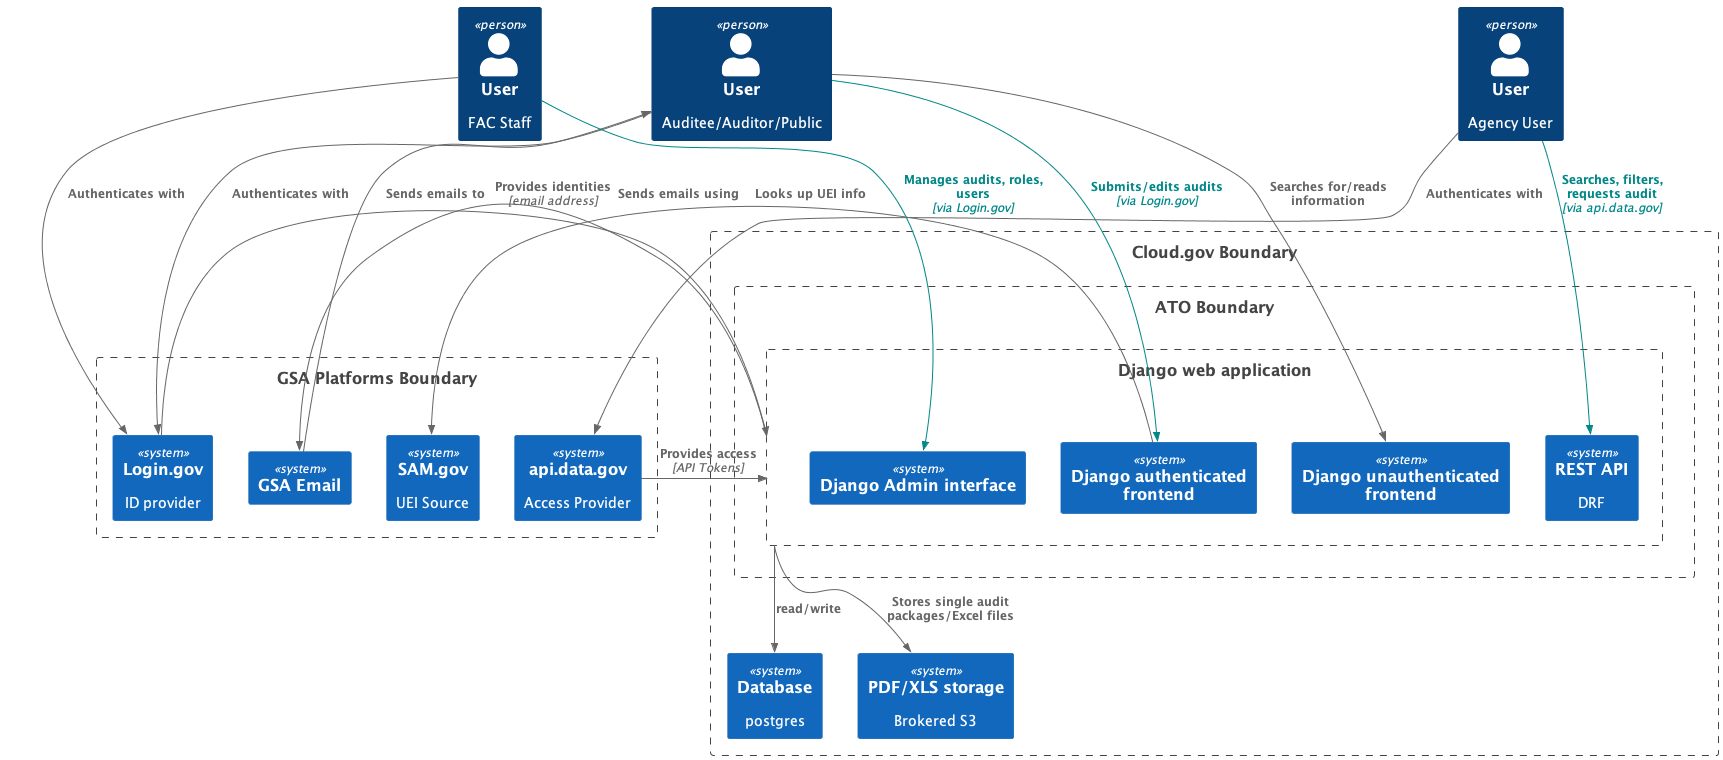 «person»
User
FAC Staff
«person»
User
Auditee/Auditor/Public
«person»
User
Agency User
Authenticates with
Authenticates with
Sends emails to
Provides identities
[email address]
Sends emails using
Looks up UEI info
Manages audits, roles,
users
[via Login.gov]
Submits/edits audits
[via Login.gov]
Searches for/reads
information
Authenticates with
Searches, filters,
requests audit
[via api.data.gov]
Cloud.gov Boundary
ATO Boundary
Django web application
GSA Platforms Boundary
«system»
Login.gov
ID provider
«system»
GSA Email
«system»
SAM.gov
UEI Source
«system»
api.data.gov
Access Provider
Provides access
[API Tokens]
«system»
Django Admin interface
«system»
Django authenticated
frontend
«system»
Django unauthenticated
frontend
«system»
REST API
DRF
read/write
Stores single audit
packages/Excel files
«system»
Database
postgres
«system»
PDF/XLS storage
Brokered S3